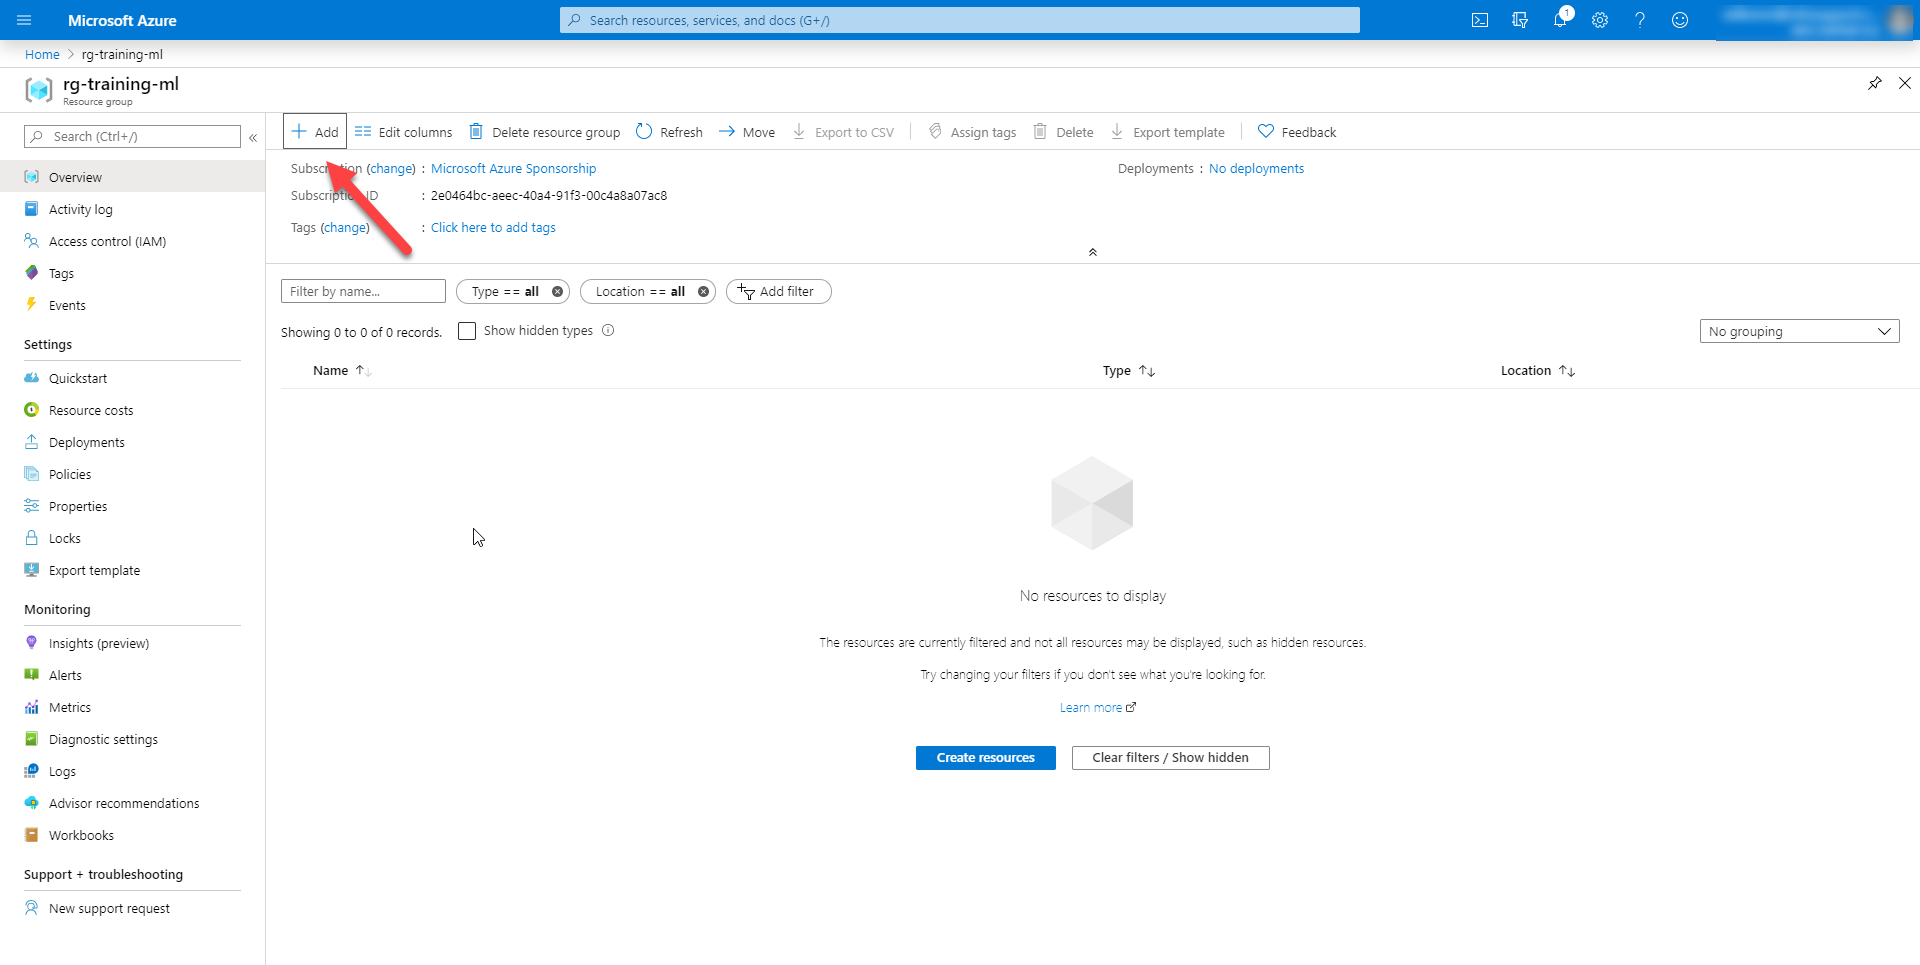 Microsoft Azure
Search resources, services, and docs (G+/)
1
Home > rg-training-ml
rg-training-ml
Resource group
Search (Ctrl+/)
«
Add
Edit columns
Delete resource group
Refresh
Move
Export to CSV
Assign tags
Delete
Export template
Feedback
Subscription (change) : Microsoft Azure Sponsorship
Deployments : No deployments
Subscription ID : 2e0464bc-aeec-40a4-91f3-00c4a8a07ac8
Tags (change) : Click here to add tags
Overview
Activity log
Access control (IAM)
Tags
Events
Settings
Quickstart
Resource costs
Deployments
Policies
Properties
Locks
Export template
Monitoring
Insights (preview)
Alerts
Metrics
Diagnostic settings
Logs
Advisor recommendations
Workbooks
Support + troubleshooting
New support request
Filter by name...
Type == all
Location == all
Add filter
Showing 0 to 0 of 0 records.
Show hidden types
No grouping
Name
Type
Location
No resources to display
The resources are currently filtered and not all resources may be displayed, such as hidden resources.
Try changing your filters if you don't see what you're looking for.
Learn more
Create resources
Clear filters / Show hidden